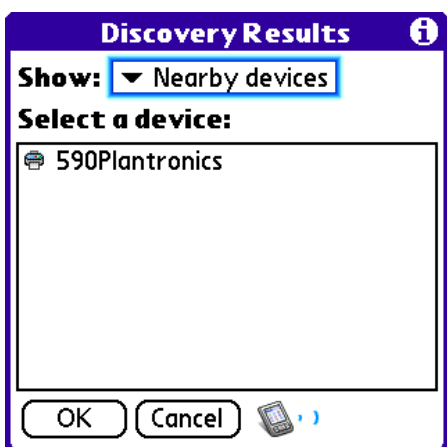 Discovery Results
Show: Nearby devices
Select a device:
590Plantronics
OK Cancel